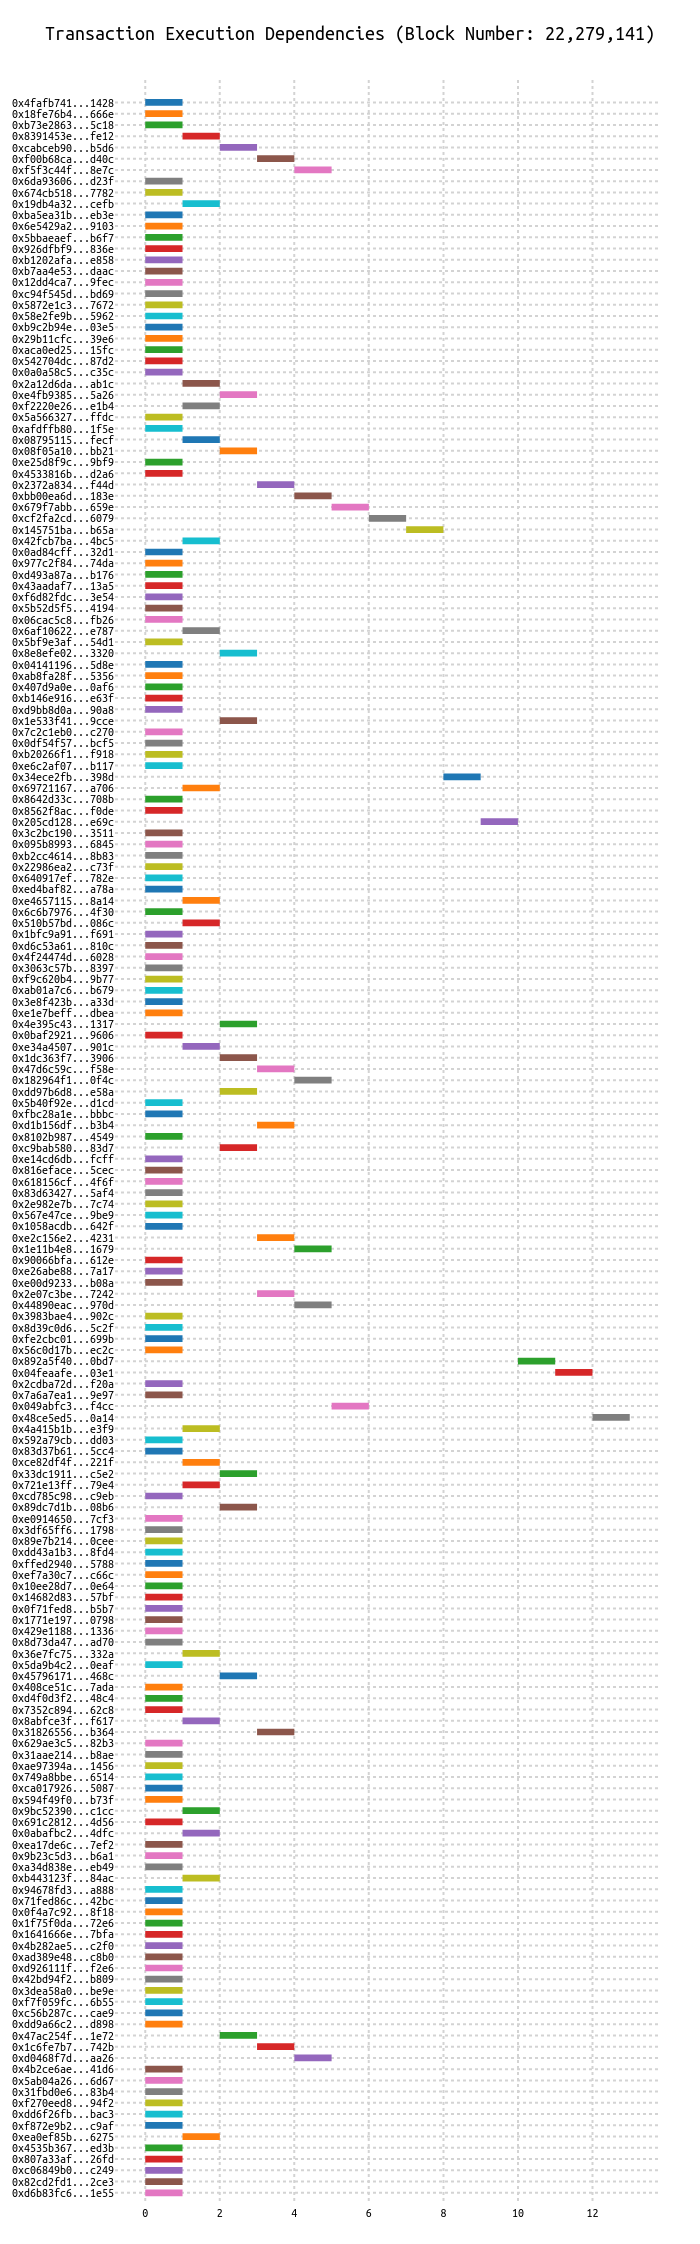 Transaction Execution Dependencies (Block Number: 22,279,141)
0x4fafb741...1428
0x18fe76b4...666e
0xb73e2863...5c18
0x8391453e...fe12
0xcabceb90...b5d6
0xf00b68ca...d40c
0xf5f3c44f...8e7c
0x6da93606...d23f
0x674cb518...7782
0x19db4a32...cefb
0xba5ea31b...eb3e
0x6e5429a2...9103
0x5bbaeaef...b6f7
0x926dfbf9...836e
0xb1202afa...e858
0xb7aa4e53...daac
0x12dd4ca7...9fec
0xc94f545d...bd69
0x5872e1c3...7672
0x58e2fe9b...5962
0xb9c2b94e...03e5
0x29b11cfc...39e6
0xaca0ed25...15fc
0x542704dc...87d2
0x0a0a58c5...c35c
0x2a12d6da...ab1c
0xe4fb9385...5a26
0xf2220e26...e1b4
0x5a566327...ffdc
0xafdffb80...1f5e
0x08795115...fecf
0x08f05a10...bb21
0xe25d8f9c...9bf9
0x4533816b...d2a6
0x2372a834...f44d
0xbb00ea6d...183e
0x679f7abb...659e
0xcf2fa2cd...6079
0x145751ba...b65a
0x42fcb7ba...4bc5
0x0ad84cff...32d1
0x977c2f84...74da
0xd493a87a...b176
0x43aadaf7...13a5
0xf6d82fdc...3e54
0x5b52d5f5...4194
0x06cac5c8...fb26
0x6af10622...e787
0x5bf9e3af...54d1
0x8e8efe02...3320
0x04141196...5d8e
0xab8fa28f...5356
0x407d9a0e...0af6
0xb146e916...e63f
0xd9bb8d0a...90a8
0x1e533f41...9cce
0x7c2c1eb0...c270
0x0df54f57...bcf5
0xb20266f1...f918
0xe6c2af07...b117
0x34ece2fb...398d
0x69721167...a706
0x8642d33c...708b
0x8562f8ac...f0de
0x205cd128...e69c
0x3c2bc190...3511
0x095b8993...6845
0xb2cc4614...8b83
0x22986ea2...c73f
0x640917ef...782e
0xed4baf82...a78a
0xe4657115...8a14
0x6c6b7976...4f30
0x510b57bd...086c
0x1bfc9a91...f691
0xd6c53a61...810c
0x4f24474d...6028
0x3063c57b...8397
0xf9c620b4...9b77
0xab01a7c6...b679
0x3e8f423b...a33d
0xe1e7beff...dbea
0x4e395c43...1317
0x0baf2921...9606
0xe34a4507...901c
0x1dc363f7...3906
0x47d6c59c...f58e
0x182964f1...0f4c
0xdd97b6d8...e58a
0x5b40f92e...d1cd
0xfbc28a1e...bbbc
0xd1b156df...b3b4
0x8102b987...4549
0xc9bab580...83d7
0xe14cd6db...fcff
0x816eface...5cec
0x618156cf...4f6f
0x83d63427...5af4
0x2e982e7b...7c74
0x567e47ce...9be9
0x1058acdb...642f
0xe2c156e2...4231
0x1e11b4e8...1679
0x90066bfa...612e
0xe26abe88...7a17
0xe00d9233...b08a
0x2e07c3be...7242
0x44890eac...970d
0x3983bae4...902c
0x8d39c0d6...5c2f
0xfe2cbc01...699b
0x56c0d17b...ec2c
0x892a5f40...0bd7
0x04feaafe...03e1
0x2cdba72d...f20a
0x7a6a7ea1...9e97
0x049abfc3...f4cc
0x48ce5ed5...0a14
0x4a415b1b...e3f9
0x592a79cb...dd03
0x83d37b61...5cc4
0xce82df4f...221f
0x33dc1911...c5e2
0x721e13ff...79e4
0xcd785c98...c9eb
0x89dc7d1b...08b6
0xe0914650...7cf3
0x3df65ff6...1798
0x89e7b214...0cee
0xdd43a1b3...8fd4
0xffed2940...5788
0xef7a30c7...c66c
0x10ee28d7...0e64
0x14682d83...57bf
0x0f71fed8...b5b7
0x1771e197...0798
0x429e1188...1336
0x8d73da47...ad70
0x36e7fc75...332a
0x5da9b4c2...0eaf
0x45796171...468c
0x408ce51c...7ada
0xd4f0d3f2...48c4
0x7352c894...62c8
0x8abfce3f...f617
0x31826556...b364
0x629ae3c5...82b3
0x31aae214...b8ae
0xae97394a...1456
0x749a8bbe...6514
0xca017926...5087
0x594f49f0...b73f
0x9bc52390...c1cc
0x691c2812...4d56
0x0abafbc2...4dfc
0xea17de6c...7ef2
0x9b23c5d3...b6a1
0xa34d838e...eb49
0xb443123f...84ac
0x94678fd3...a888
0x71fed86c...42bc
0x0f4a7c92...8f18
0x1f75f0da...72e6
0x1641666e...7bfa
0x4b282ae5...c2f0
0xad389e48...c8b0
0xd926111f...f2e6
0x42bd94f2...b809
0x3dea58a0...be9e
0xf7f059fc...6b55
0xc56b287c...cae9
0xdd9a66c2...d898
0x47ac254f...1e72
0x1c6fe7b7...742b
0xd0468f7d...aa26
0x4b2ce6ae...41d6
0x5ab04a26...6d67
0x31fbd0e6...83b4
0xf270eed8...94f2
0xdd6f26fb...bac3
0xf872e9b2...c9af
0xea0ef85b...6275
0x4535b367...ed3b
0x807a33af...26fd
0xc06849b0...c249
0x82cd2fd1...2ce3
0xd6b83fc6...1e55
0 2 4 6 8 10 12